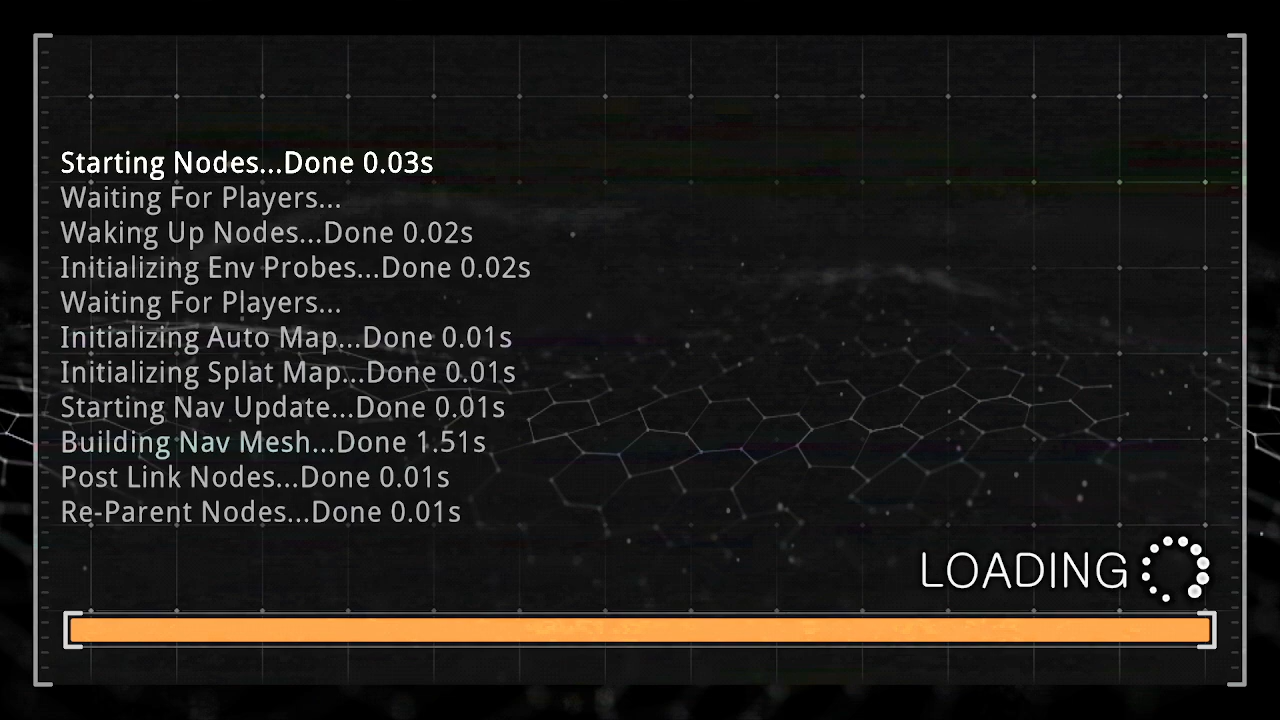 Starting Nodes...Done 0.03s
Waiting For Players...
Waking Up Nodes...Done 0.02s
Initializing Env Probes...Done 0.02s
Waiting For Players...
Initializing Auto Map...Done 0.01s
Initializing Splat Map...Done 0.01s
Starting Nav Update...Done 0.01s
Building Nav Mesh...Done 1.51s
Post Link Nodes...Done 0.01s
Re-Parent Nodes...Done 0.01s
LOADING